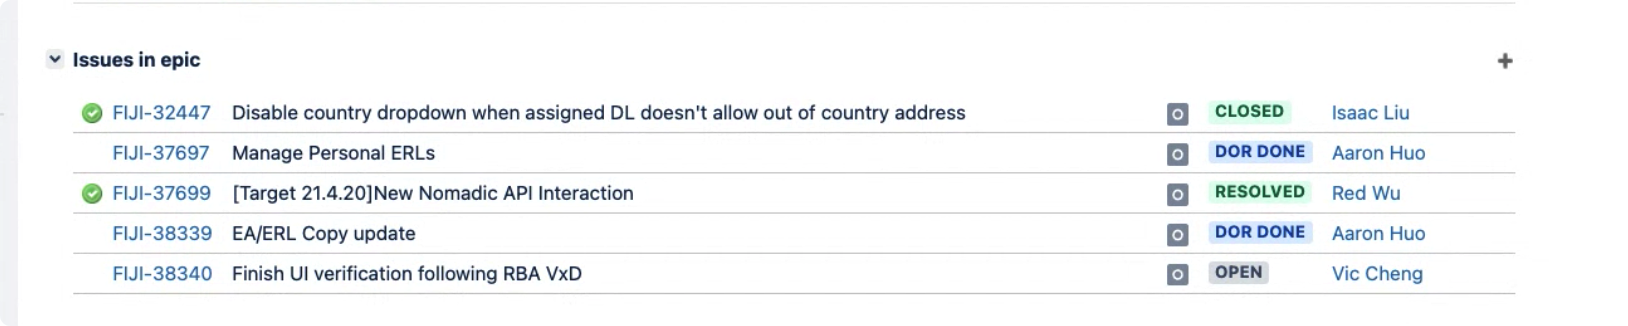 Issues in epic
FIJI-32447 Disable country dropdown when assigned DL doesn't allow out of country address CLOSED Isaac Liu
FIJI-37697 Manage Personal ERLs DOR DONE Aaron Huo
FIJI-37699 [Target 21.4.20]New Nomadic API Interaction RESOLVED Red Wu
FIJI-38339 EA/ERL Copy update DOR DONE Aaron Huo
FIJI-38340 Finish UI verification following RBA VxD OPEN Vic Cheng